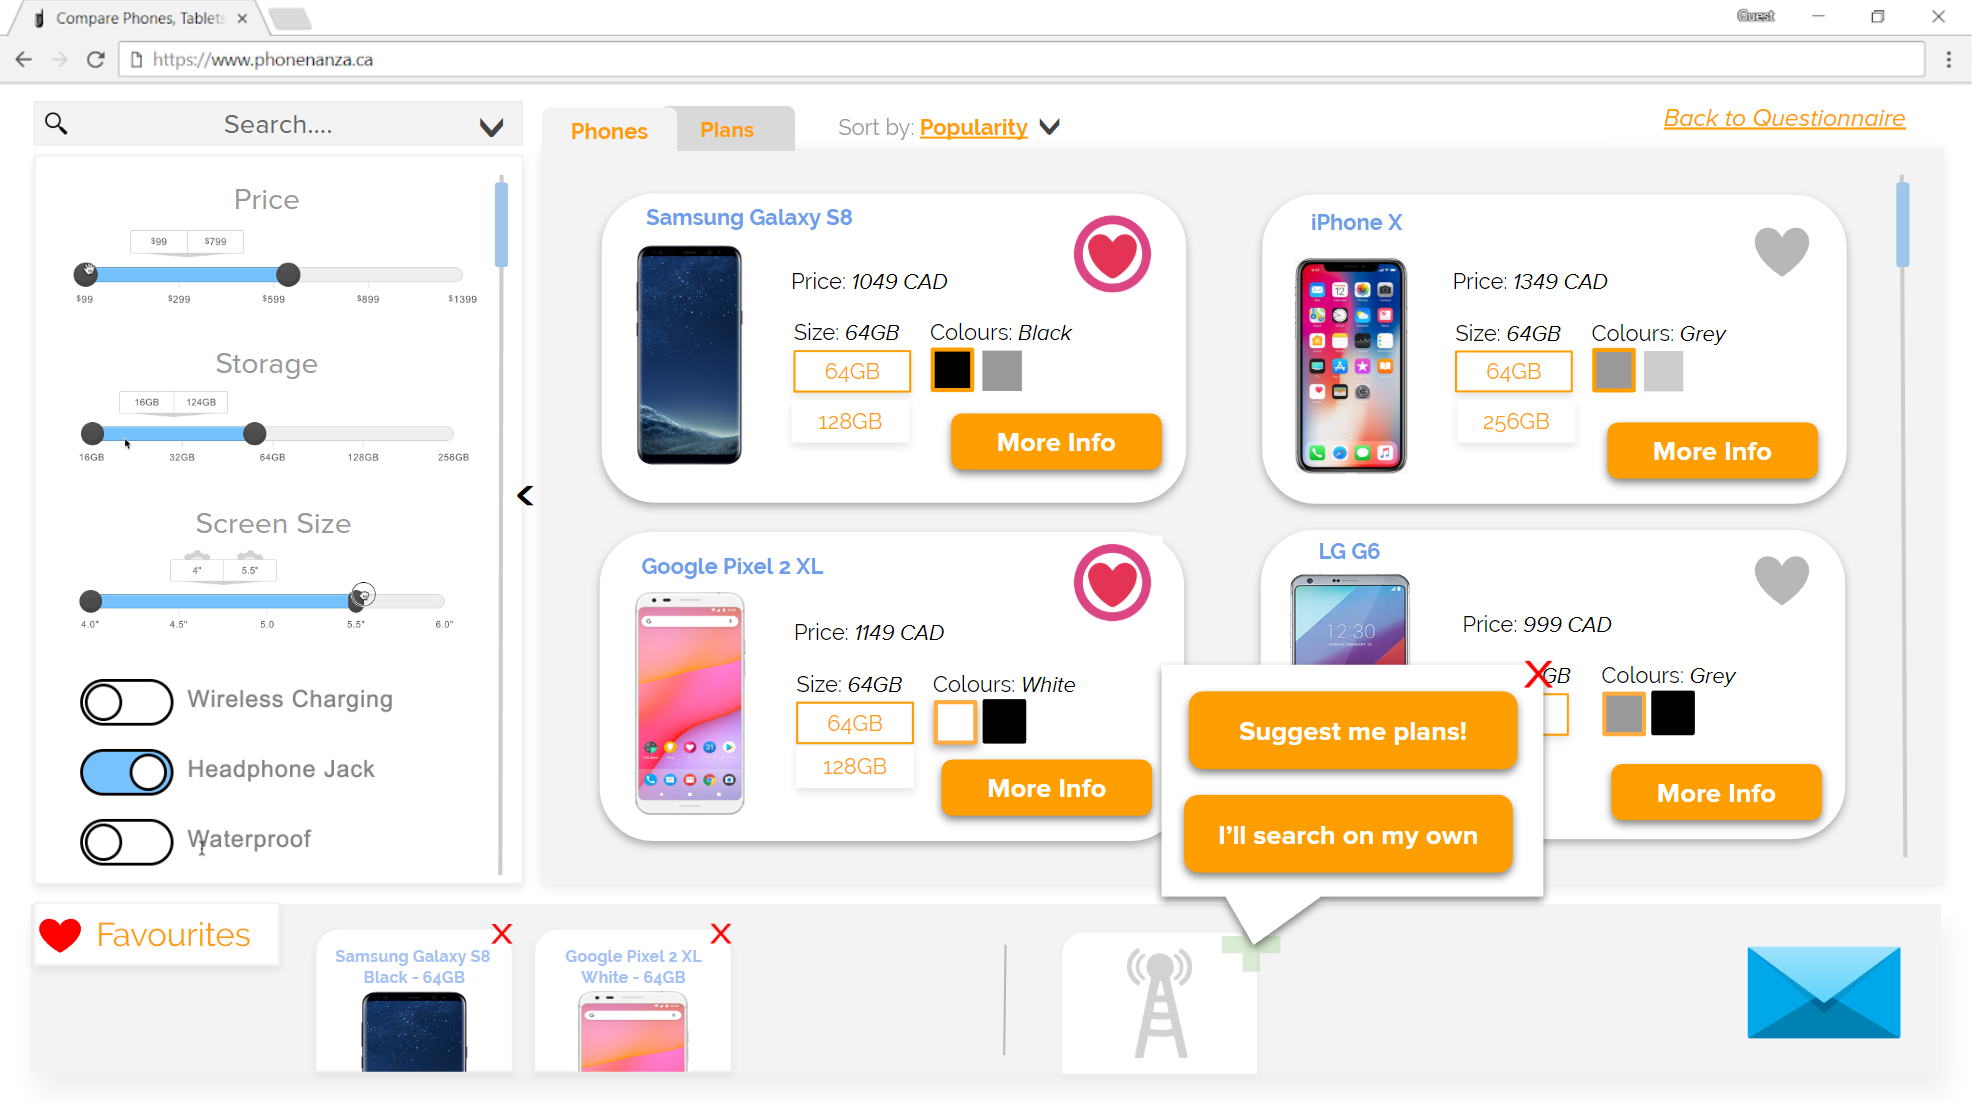 Compare Phones, Tablets
Guest
https://www.phonenanza.ca
Search....
Phones
Plans
Sort by: Popularity
Back to Questionnaire
Price
$99 $799
$99 $299 $599 $899 $1399
Storage
16GB 124GB
16GB 32GB 64GB 128GB 256GB
Screen Size
4" 5.5"
4.0" 4.5" 5.0 5.5" 6.0"
Wireless Charging
Headphone Jack
Waterproof
Samsung Galaxy S8
Price: 1049 CAD
Size: 64GB Colours: Black
64GB
128GB
More Info
iPhone X
Price: 1349 CAD
Size: 64GB Colours: Grey
64GB
256GB
More Info
Google Pixel 2 XL
Price: 1149 CAD
Size: 64GB Colours: White
64GB
128GB
More Info
LG G6
12:30
Price: 999 CAD
GB Colours: Grey
More Info
X
Suggest me plans!
I'll search on my own
Favourites
X
Samsung Galaxy S8
Black - 64GB
X
Google Pixel 2 XL
White - 64GB